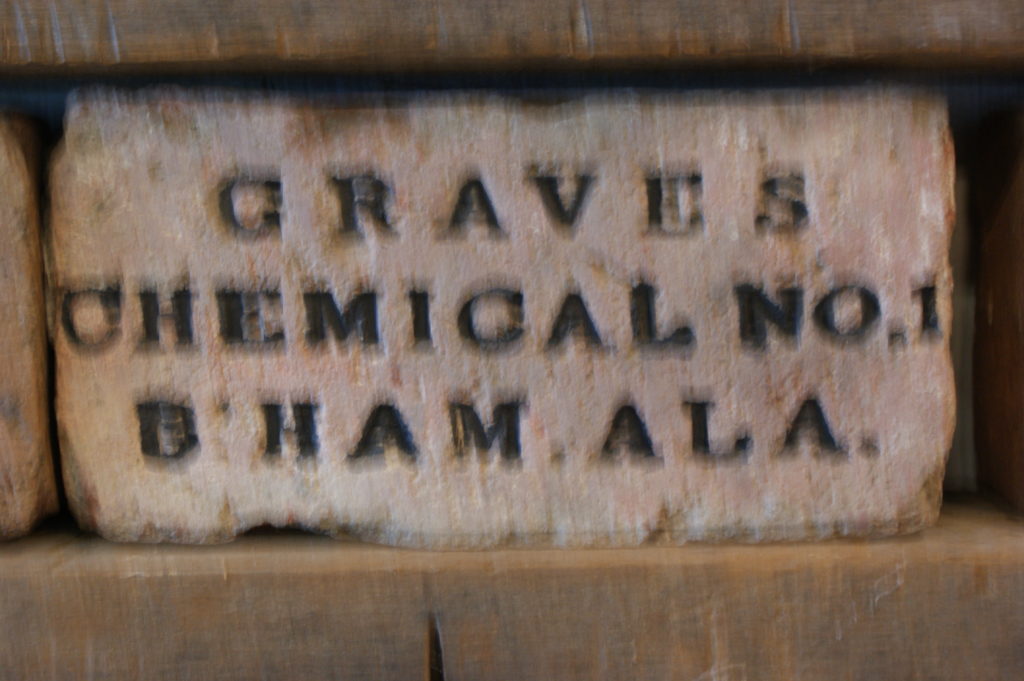 GRAVES
CHEMICAL NO.1
B'HAM. ALA.